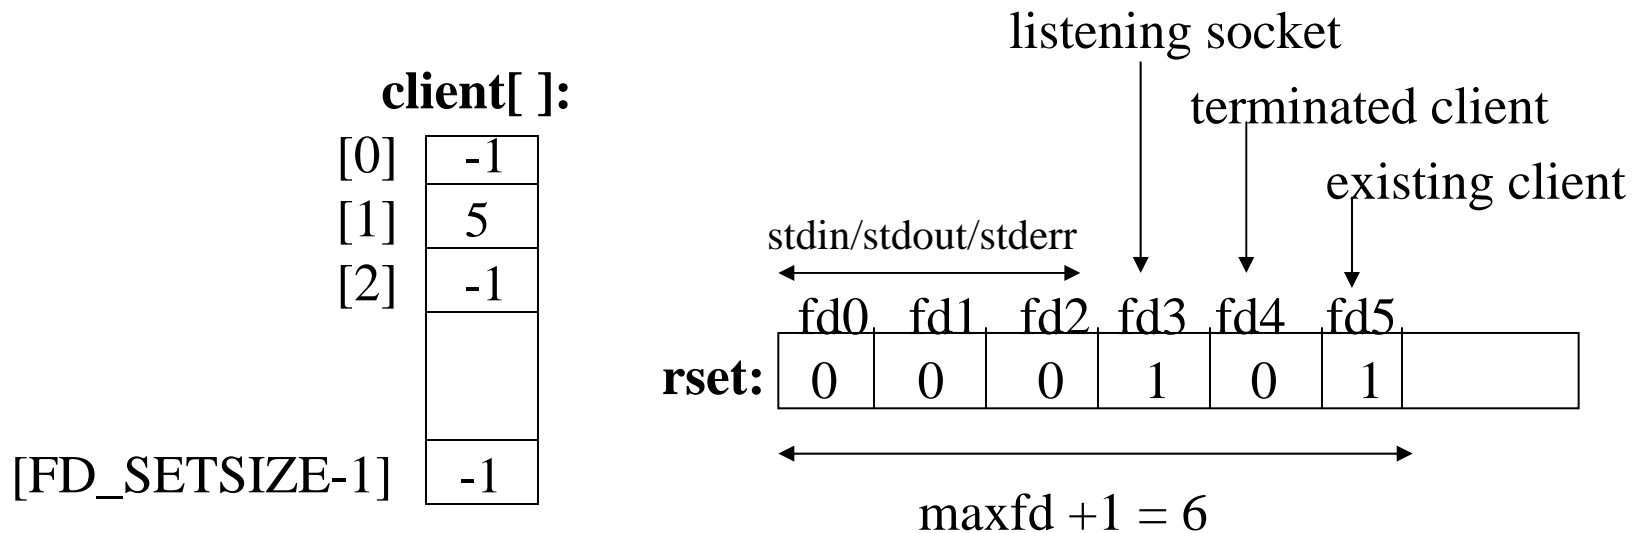 listening socket
client[ ]:
terminated client
[0] -1
existing client
[1] 5
stdin/stdout/stderr
[2] -1
fd0 fd1 fd2 fd3 fd4 fd5
rset: 0 0 0 1 0 1
[FD_SETSIZE-1] -1
maxfd +1 = 6